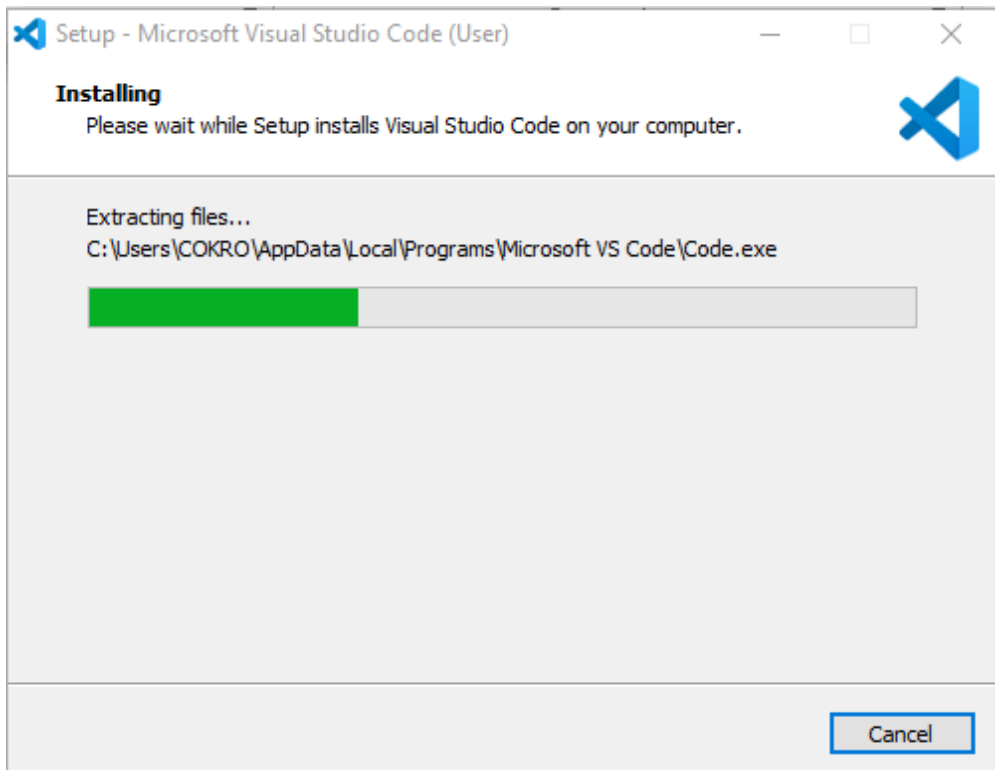 Setup - Microsoft Visual Studio Code (User)
Installing
Please wait while Setup installs Visual Studio Code on your computer.
Extracting files...
C:\Users\COKRO\AppData\Local\Programs\Microsoft VS Code\Code.exe
Cancel